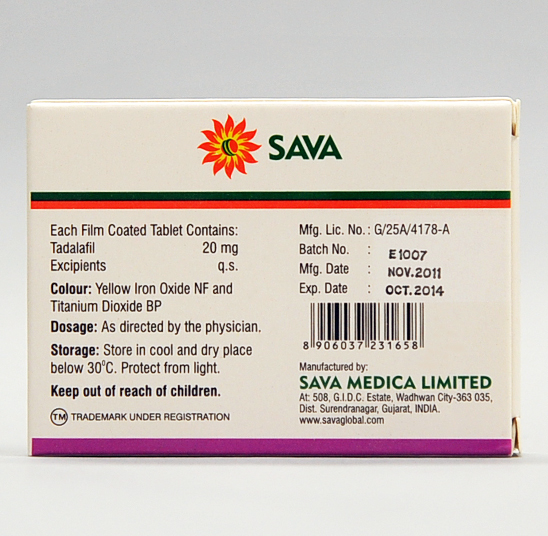 SAVA
Each Film Coated Tablet Contains:
Tadalafil 20 mg
Excipients q.s.
Colour: Yellow Iron Oxide NF and
Titanium Dioxide BP
Dosage: As directed by the physician.
Storage: Store in cool and dry place
below 30°C. Protect from light.
Keep out of reach of children.
TM TRADEMARK UNDER REGISTRATION
Mfg. Lic. No.: G/25A/4178-A
Batch No. : E1007
Mfg. Date : NOV.2011
Exp. Date : OCT.2014
8 906037 231658
Manufactured by:
SAVA MEDICA LIMITED
At: 508, G.I.D.C. Estate, Wadhwan City-363 035,
Dist. Surendranagar, Gujarat, INDIA.
www.savaglobal.com